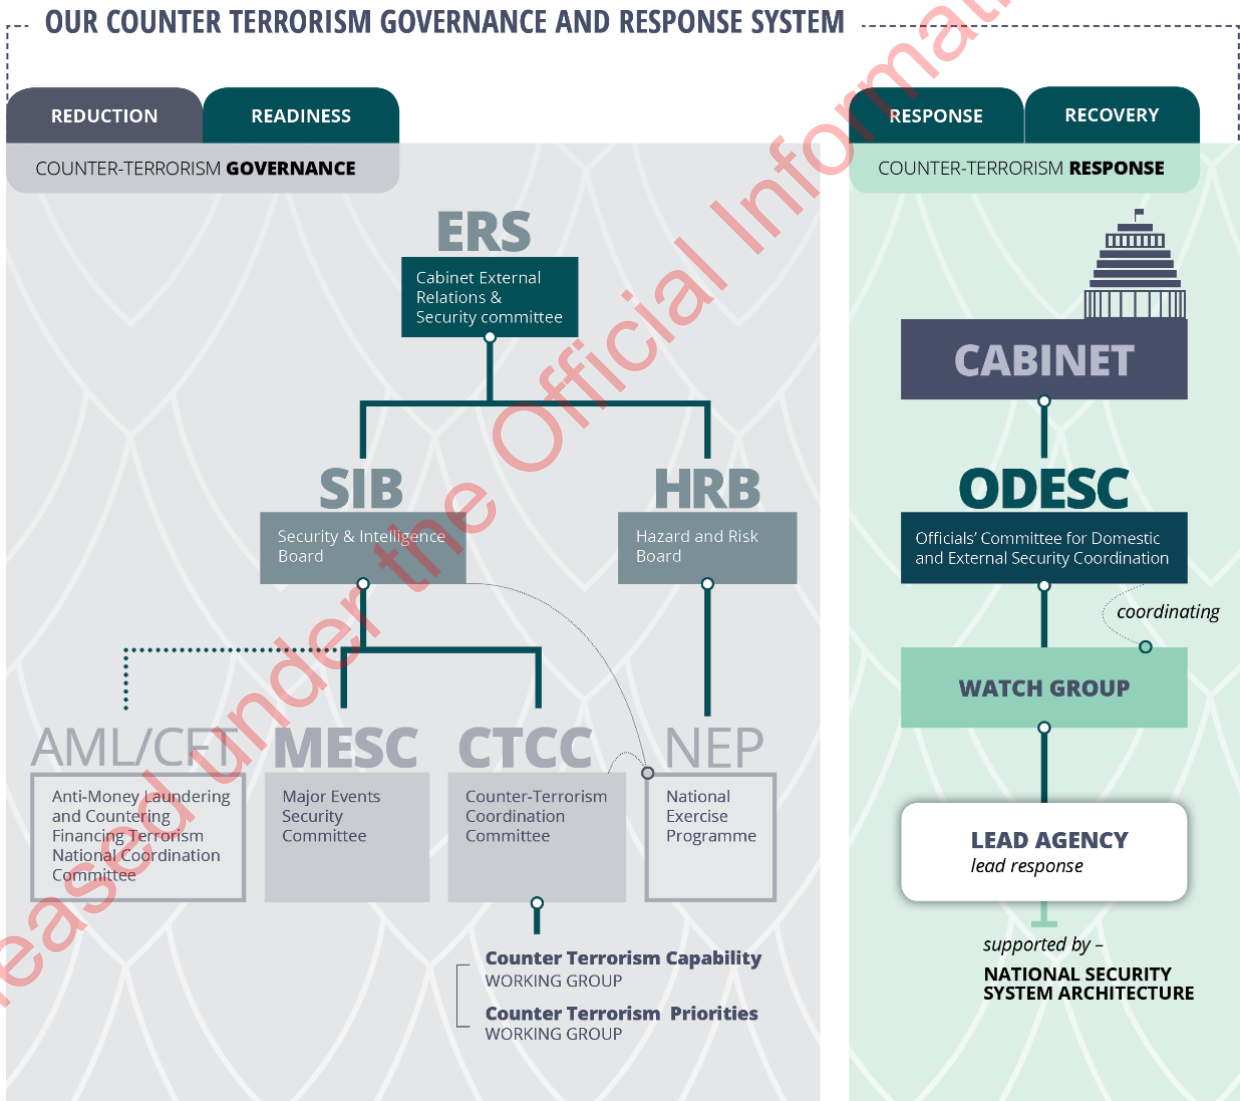 OUR COUNTER TERRORISM GOVERNANCE AND RESPONSE SYSTEM
REDUCTION
READINESS
COUNTER-TERRORISM GOVERNANCE
ERS
Cabinet External
Relations &
Security committee
SIB
Security & Intelligence
Board
HRB
Hazard and Risk
Board
AML/CFT
Anti-Money Laundering
and Countering
Financing Terrorism
National Coordination
Committee
MESC
Major Events
Security
Committee
CTCC
Counter-Terrorism
Coordination
Committee
NEP
National
Exercise
Programme
Counter Terrorism Capability
WORKING GROUP
Counter Terrorism Priorities
WORKING GROUP
RESPONSE
RECOVERY
COUNTER-TERRORISM RESPONSE
CABINET
ODESC
Officials' Committee for Domestic
and External Security Coordination
coordinating
WATCH GROUP
LEAD AGENCY
lead response
supported by –
NATIONAL SECURITY
SYSTEM ARCHITECTURE
eased under the Official Informati